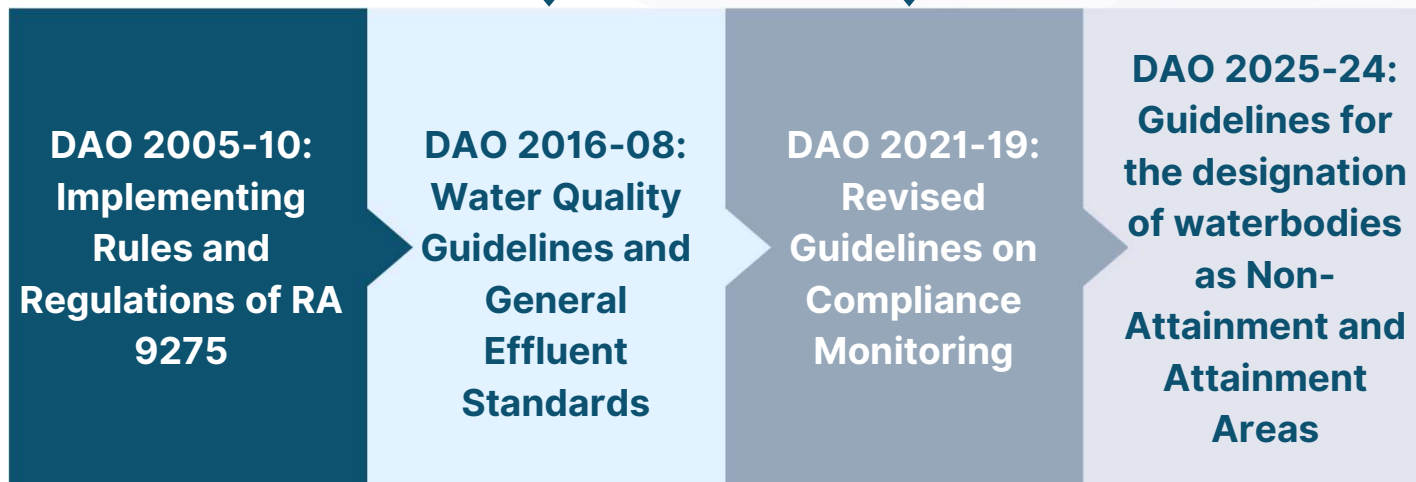 DAO 2005-10:
Implementing
Rules and
Regulations of RA
9275
DAO 2016-08:
Water Quality
Guidelines and
General
Effluent
Standards
DAO 2021-19:
Revised
Guidelines on
Compliance
Monitoring
DAO 2025-24:
Guidelines for
the designation
of waterbodies
as Non-
Attainment and
Attainment
Areas